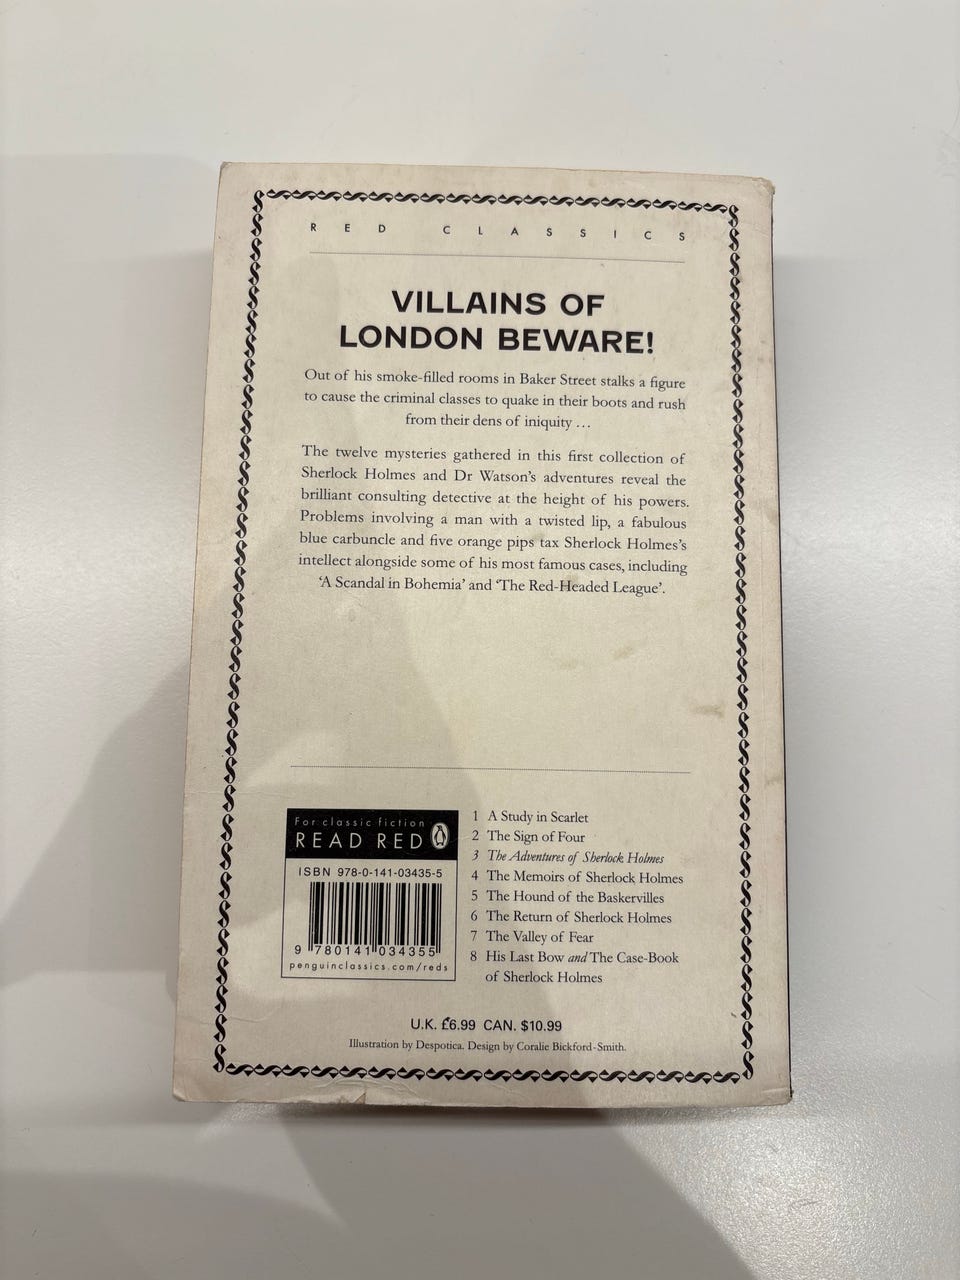 RED CLASSICS
VILLAINS OF
LONDON BEWARE!
Out of his smoke-filled rooms in Baker Street stalks a figure
to cause the criminal classes to quake in their boots and rush
from their dens of iniquity ...
The twelve mysteries gathered in this first collection of
Sherlock Holmes and Dr Watson's adventures reveal the
brilliant consulting detective at the height of his powers.
Problems involving a man with a twisted lip, a fabulous
blue carbuncle and five orange pips tax Sherlock Holmes's
intellect alongside some of his most famous cases, including
'A Scandal in Bohemia' and 'The Red-Headed League'.
For classic fiction
READ RED
ISBN 978-0-141-03435-5
9 780141 034355
penguinclassics.com/reds
1 A Study in Scarlet
2 The Sign of Four
3 The Adventures of Sherlock Holmes
4 The Memoirs of Sherlock Holmes
5 The Hound of the Baskervilles
6 The Return of Sherlock Holmes
7 The Valley of Fear
8 His Last Bow and The Case-Book
of Sherlock Holmes
U.K. £6.99 CAN. $10.99
Illustration by Despotica. Design by Coralie Bickford-Smith.